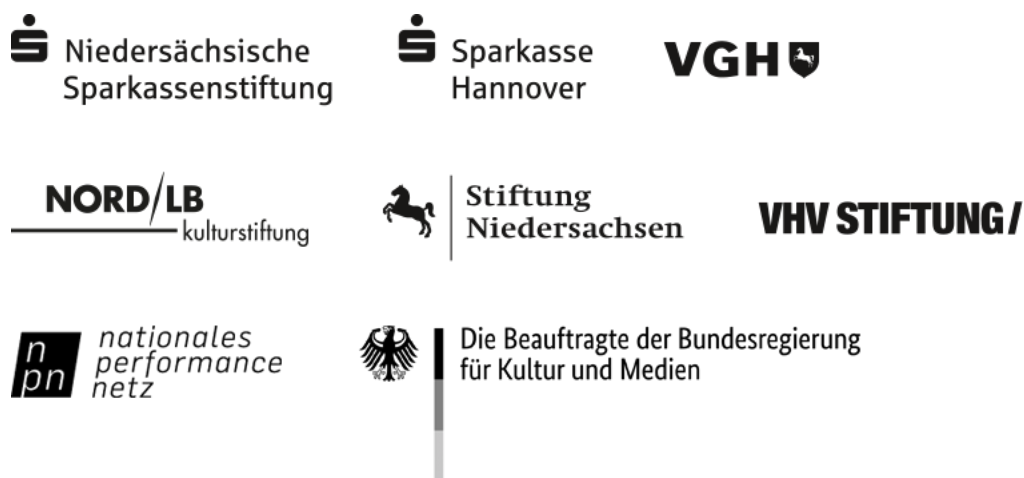 Niedersächsische
Sparkassenstiftung
Sparkasse
Hannover
VGH
NORD/LB
kulturstiftung
Stiftung
Niedersachsen
VHV STIFTUNG/
n
pn
nationales
performance
netz
Die Beauftragte der Bundesregierung
für Kultur und Medien